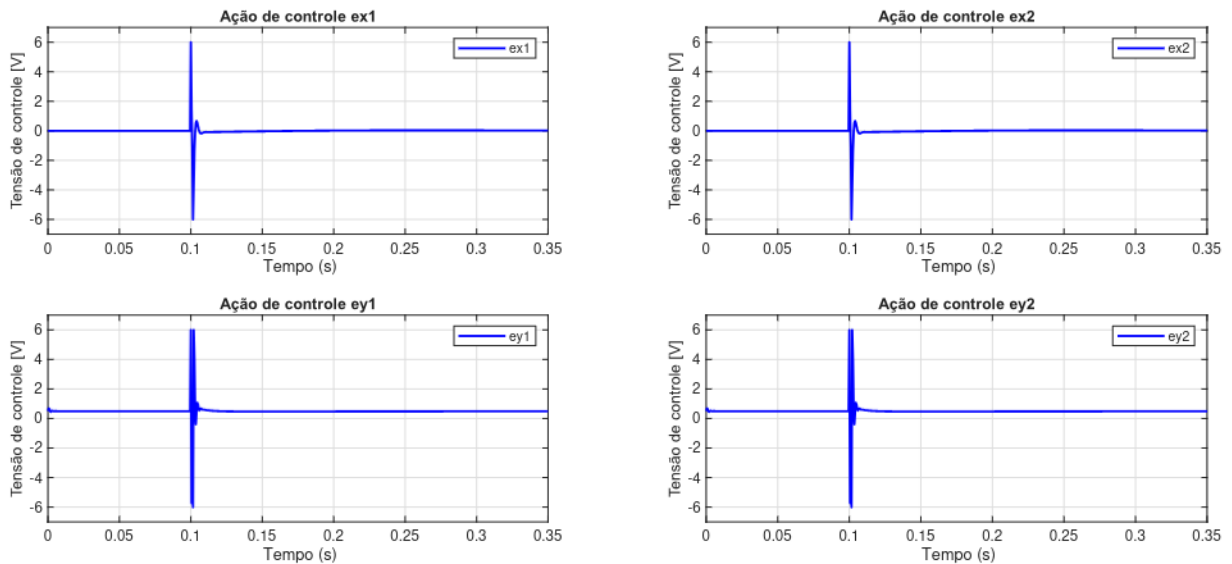 Ação de controle ex1
Tensão de controle [V]
6
4
2
0
-2
-4
-6
ex1
0 0.05 0.1 0.15 0.2 0.25 0.3 0.35
Tempo (s)
Ação de controle ex2
Tensão de controle [V]
6
4
2
0
-2
-4
-6
ex2
0 0.05 0.1 0.15 0.2 0.25 0.3 0.35
Tempo (s)
Ação de controle ey1
Tensão de controle [V]
6
4
2
0
-2
-4
-6
ey1
0 0.05 0.1 0.15 0.2 0.25 0.3 0.35
Tempo (s)
Ação de controle ey2
Tensão de controle [V]
6
4
2
0
-2
-4
-6
ey2
0 0.05 0.1 0.15 0.2 0.25 0.3 0.35
Tempo (s)